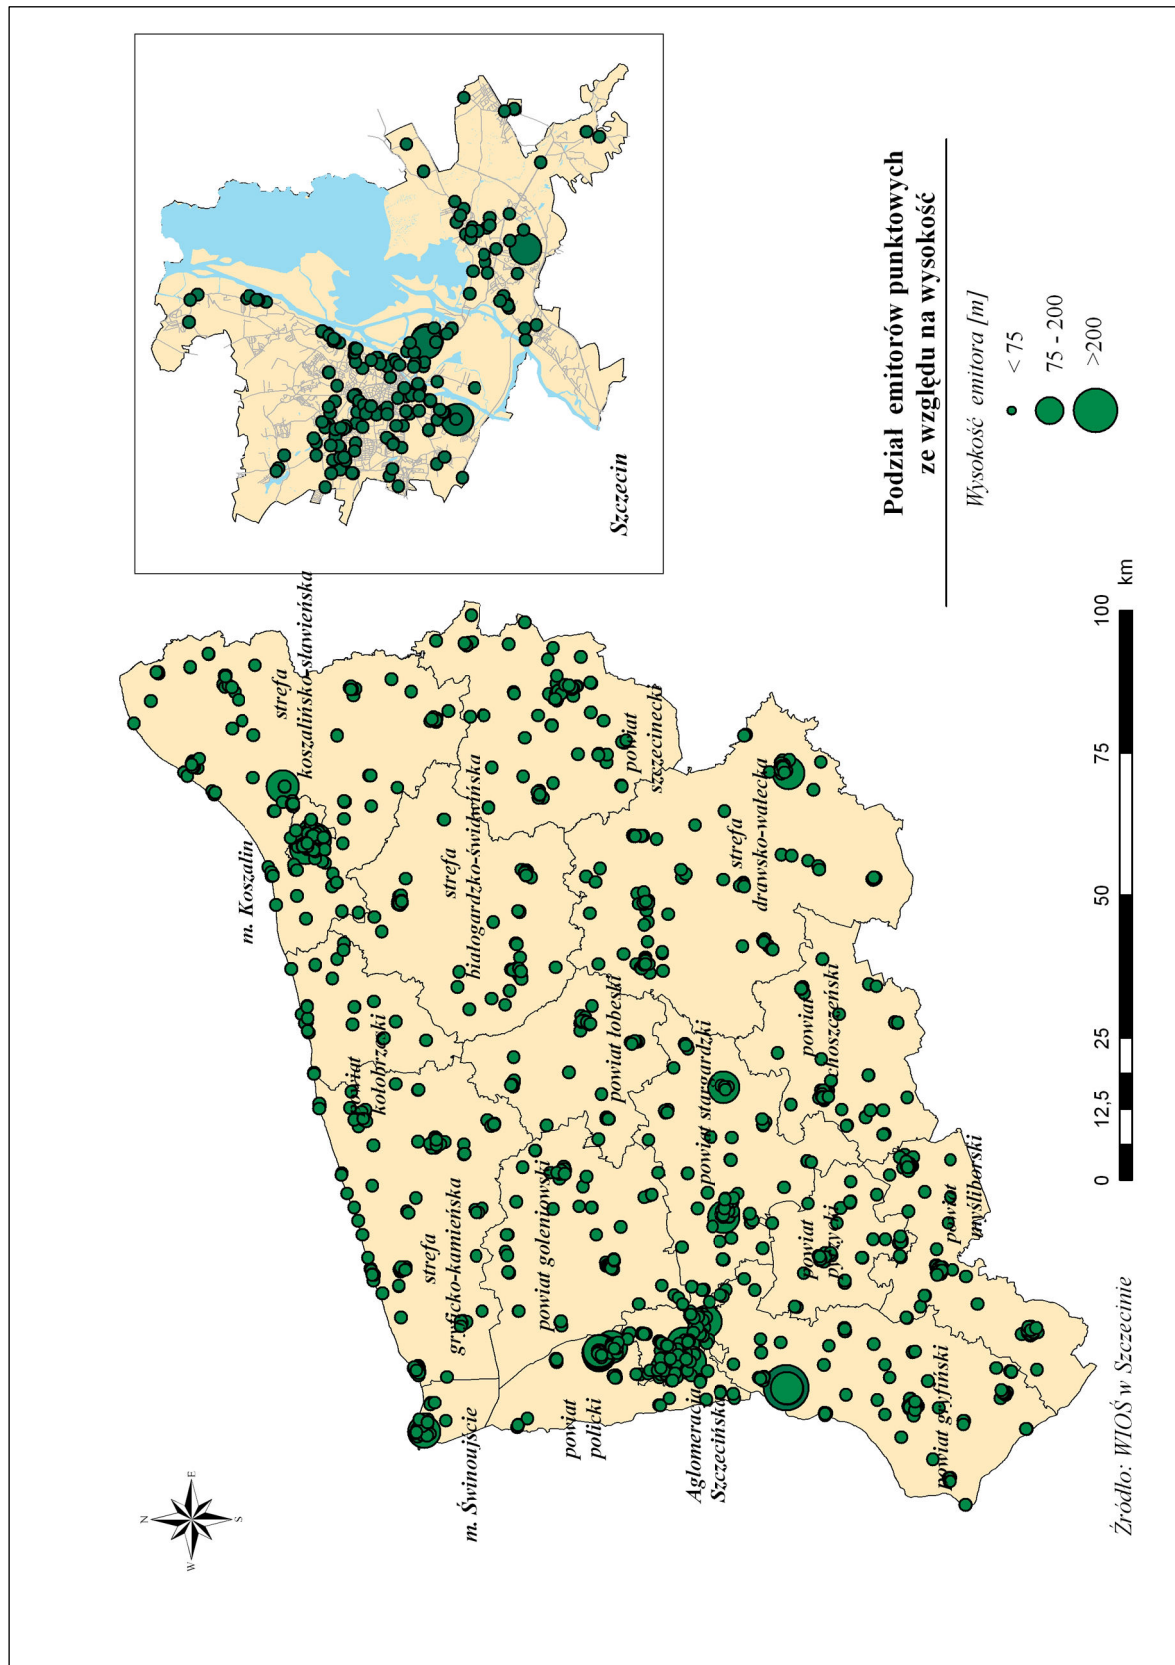 N
W
E
S
m. Koszalin
strefa
koszalińsko-sławieńska
powiat
kołobrzeski
strefa
gryficko-kamieńska
m. Świnoujście
strefa
białogardzko-świdwińska
powiat
szczecinecki
powiat łobeski
powiat goleniowski
powiat
policki
strefa
drawsko-wałecka
powiat stargardzki
Aglomeracja
Szczecińska
powiat
choszczeński
powiat
pyrzycki
powiat
myśliborski
powiat gryfiński
Szczecin
Podział emitorów punktowych
ze względu na wysokość
Wysokość emitora [m]
< 75
75 - 200
>200
0 12,5 25 50 75 100
km
Źródło: WIOŚ w Szczecinie